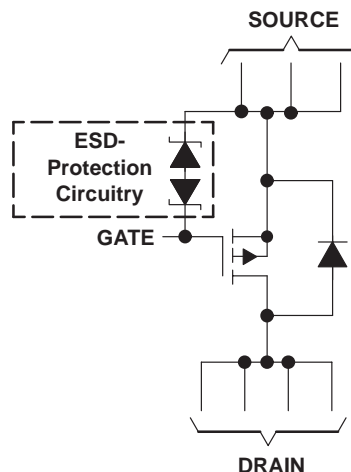 SOURCE
ESD-
Protection
Circuitry
GATE
DRAIN